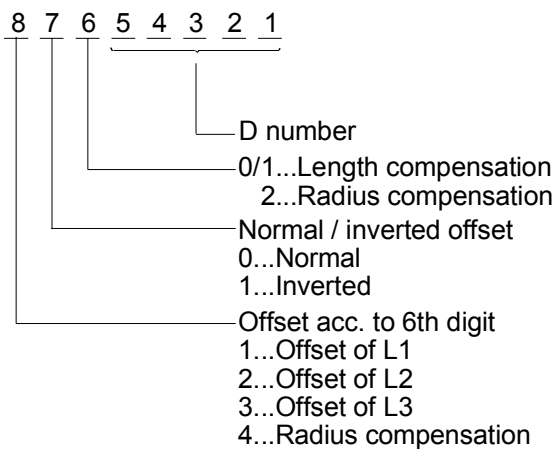 8 7 6 5 4 3 2 1
D number
0/1...Length compensation
2...Radius compensation
Normal / inverted offset
0...Normal
1...Inverted
Offset acc. to 6th digit
1...Offset of L1
2...Offset of L2
3...Offset of L3
4...Radius compensation